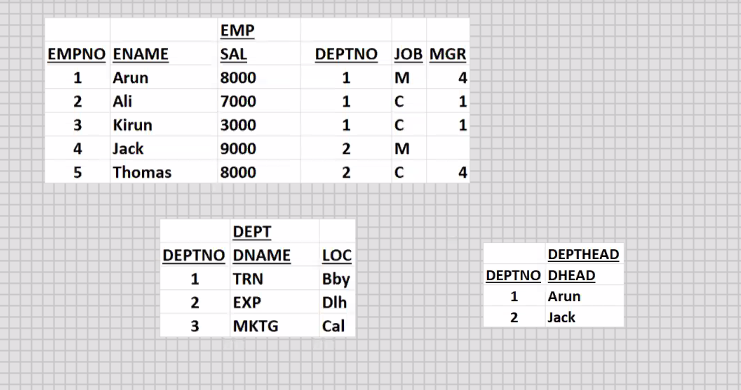 EMP
EMPNO ENAME SAL DEPTNO JOB MGR
1 Arun 8000 1 M 4
2 Ali 7000 1 C 1
3 Kirun 3000 1 C 1
4 Jack 9000 2 M
5 Thomas 8000 2 C 4
DEPT
DEPTNO DNAME LOC
1 TRN Bby
2 EXP Dlh
3 MKTG Cal
DEPTHEAD
DEPTNO DHEAD
1 Arun
2 Jack